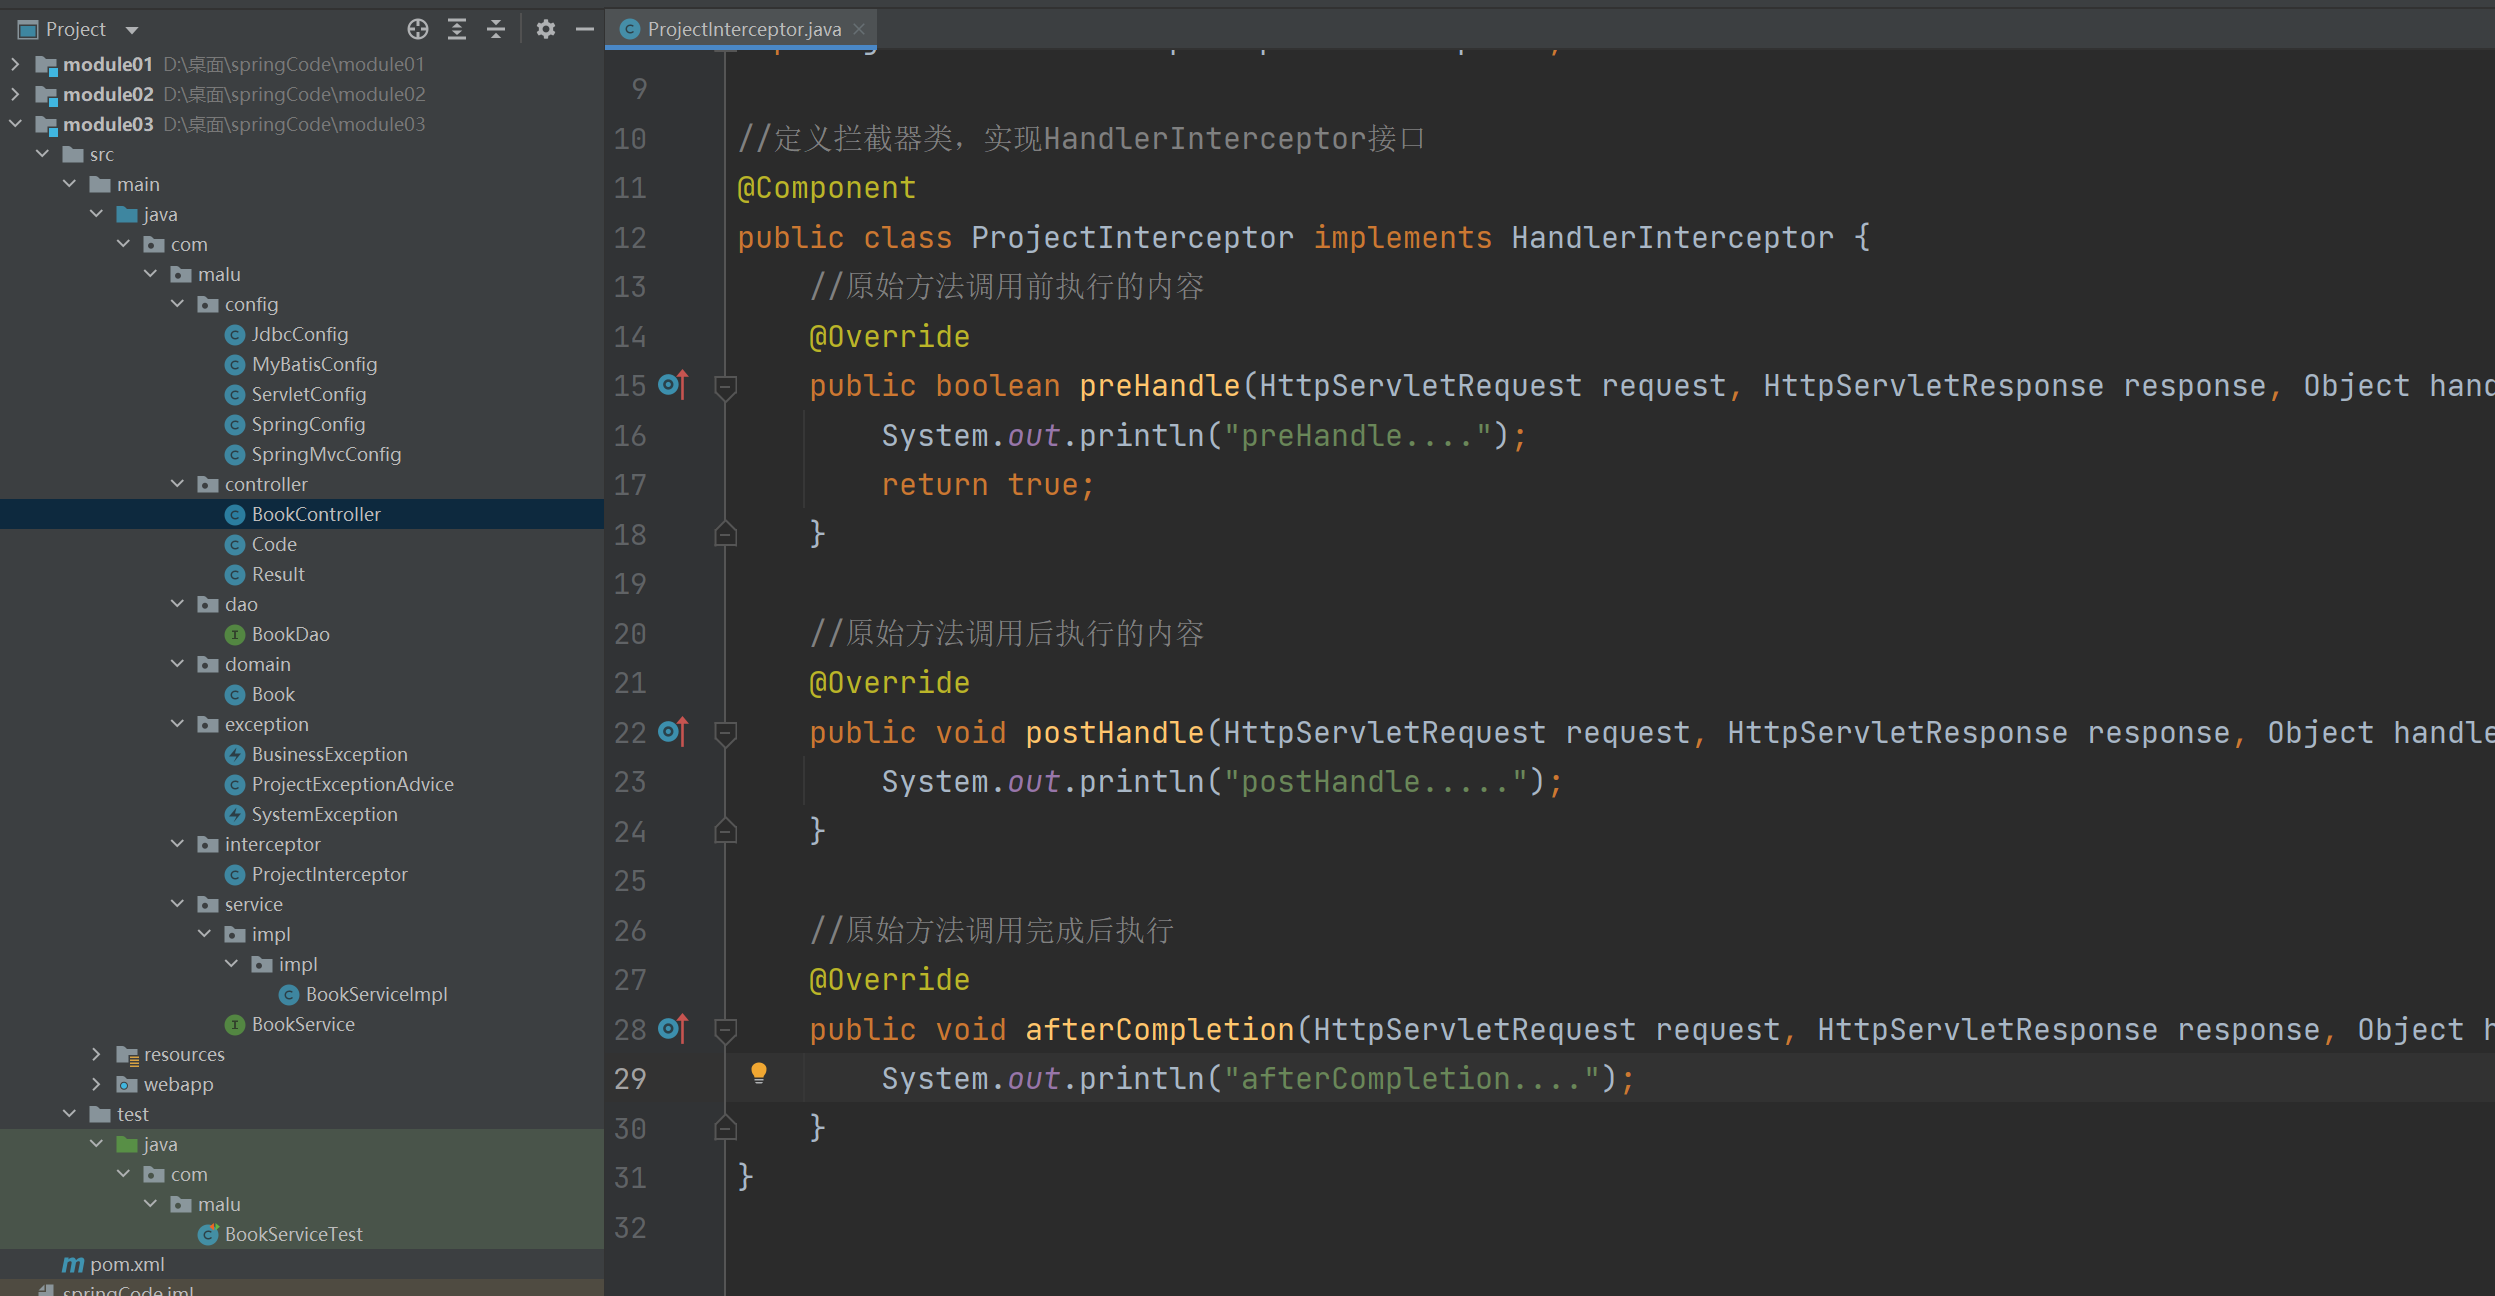 Project
module01 D:\桌面\springCode\module01
module02 D:\桌面\springCode\module02
module03 D:\桌面\springCode\module03
src
main
java
com
malu
config
JdbcConfig
MyBatisConfig
ServletConfig
SpringConfig
SpringMvcConfig
controller
BookController
Code
Result
dao
BookDao
domain
Book
exception
BusinessException
ProjectExceptionAdvice
SystemException
interceptor
ProjectInterceptor
service
impl
impl
BookServiceImpl
BookService
resources
webapp
test
java
com
malu
BookServiceTest
pom.xml
springCode.iml
ProjectInterceptor.java
9
10 //定义拦截器类，实现HandlerInterceptor接口
11 @Component
12 public class ProjectInterceptor implements HandlerInterceptor {
13 //原始方法调用前执行的内容
14 @Override
15 public boolean preHandle(HttpServletRequest request, HttpServletResponse response, Object hand
16 System.out.println("preHandle....");
17 return true;
18 }
19
20 //原始方法调用后执行的内容
21 @Override
22 public void postHandle(HttpServletRequest request, HttpServletResponse response, Object handle
23 System.out.println("postHandle.....");
24 }
25
26 //原始方法调用完成后执行
27 @Override
28 public void afterCompletion(HttpServletRequest request, HttpServletResponse response, Object h
29 System.out.println("afterCompletion....");
30 }
31 }
32